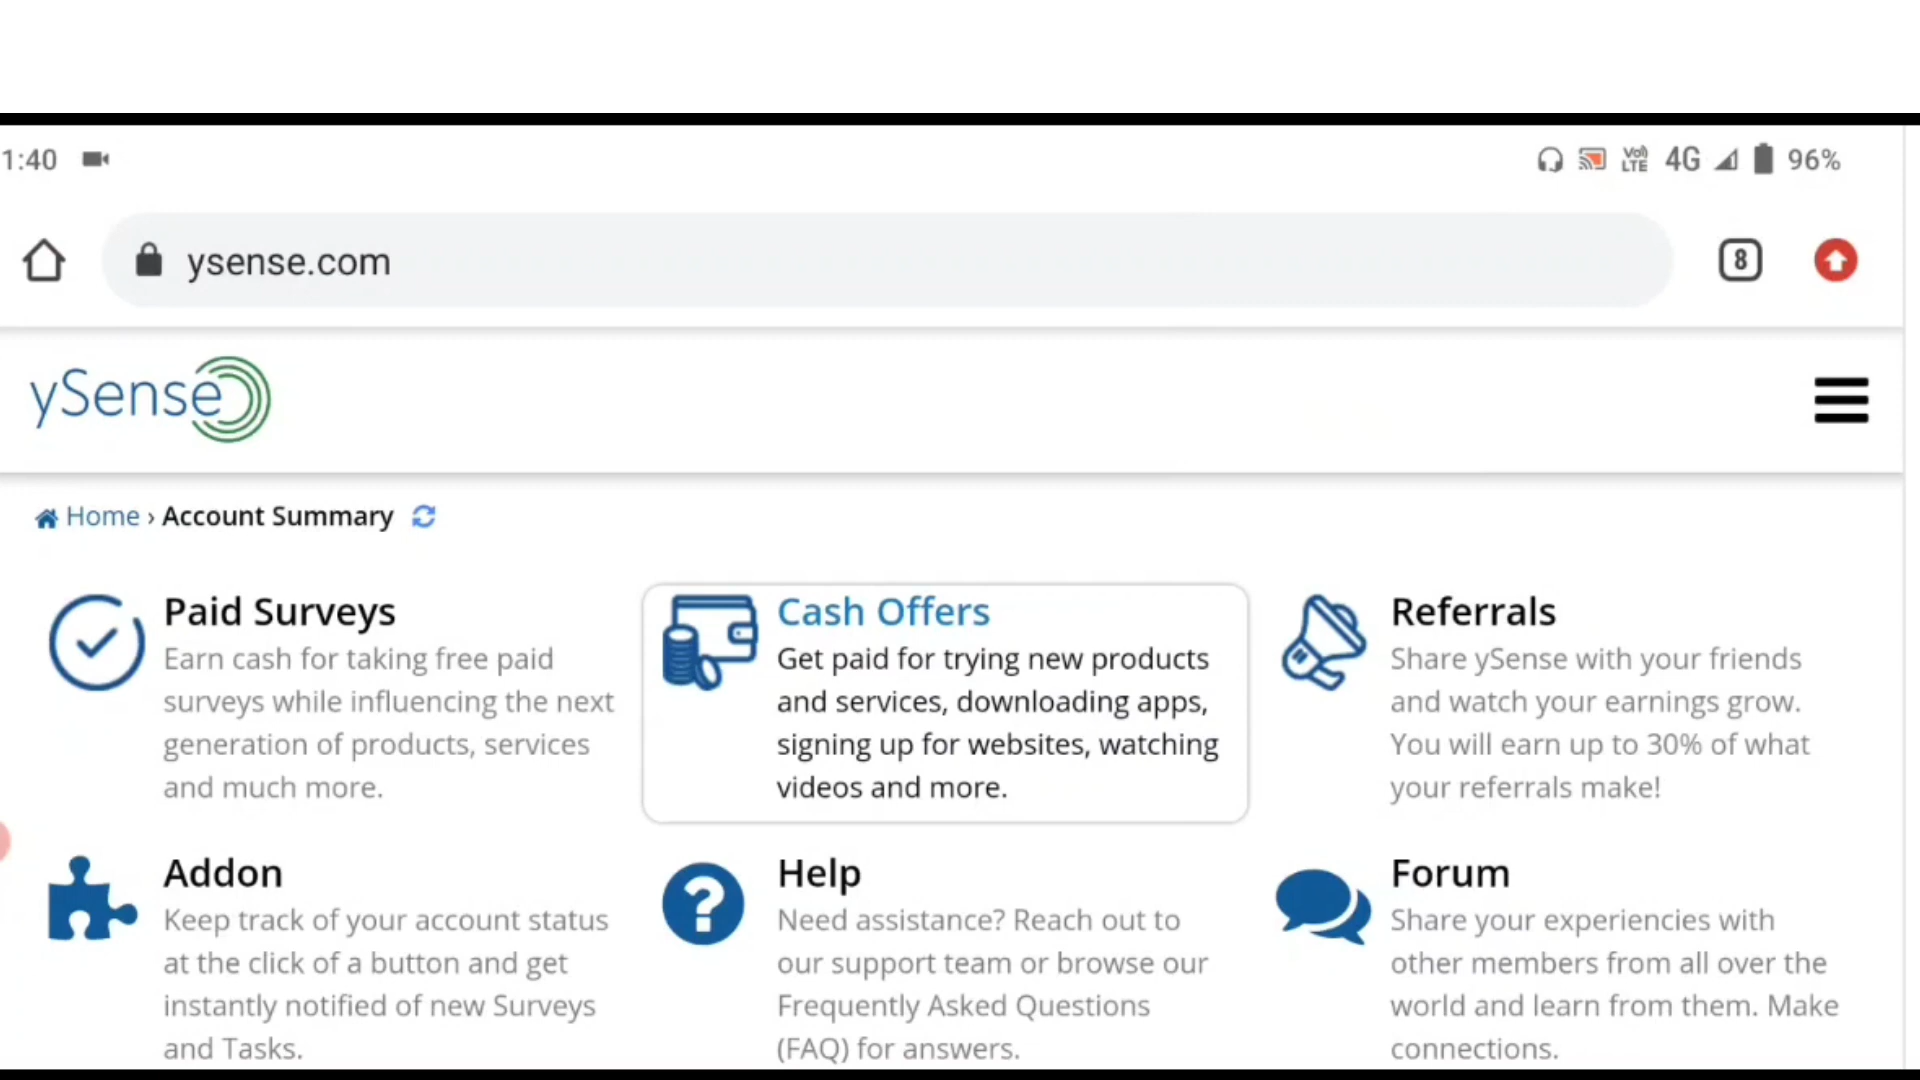 1:40 Vo) LTE 4G 96%
ysense.com 8
ySense
Home › Account Summary
Paid Surveys
Earn cash for taking free paid
surveys while influencing the next
generation of products, services
and much more.
Cash Offers
Get paid for trying new products
and services, downloading apps,
signing up for websites, watching
videos and more.
Referrals
Share ySense with your friends
and watch your earnings grow.
You will earn up to 30% of what
your referrals make!
Addon
Keep track of your account status
at the click of a button and get
instantly notified of new Surveys
and Tasks.
Help
Need assistance? Reach out to
our support team or browse our
Frequently Asked Questions
(FAQ) for answers.
Forum
Share your experiencies with
other members from all over the
world and learn from them. Make
connections.